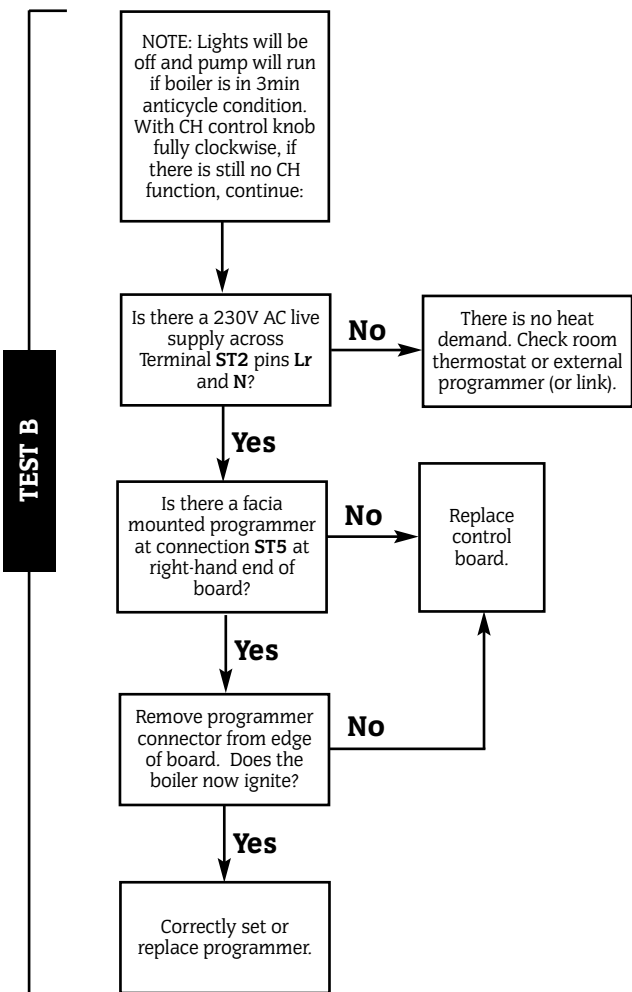 TEST B
NOTE: Lights will be
off and pump will run
if boiler is in 3min
anticycle condition.
With CH control knob
fully clockwise, if
there is still no CH
function, continue:
Is there a 230V AC live
supply across
Terminal ST2 pins Lr
and N?
No
There is no heat
demand. Check room
thermostat or external
programmer (or link).
Yes
Is there a facia
mounted programmer
at connection ST5 at
right-hand end of
board?
No
Replace
control
board.
Yes
Remove programmer
connector from edge
of board. Does the
boiler now ignite?
No
Yes
Correctly set or
replace programmer.